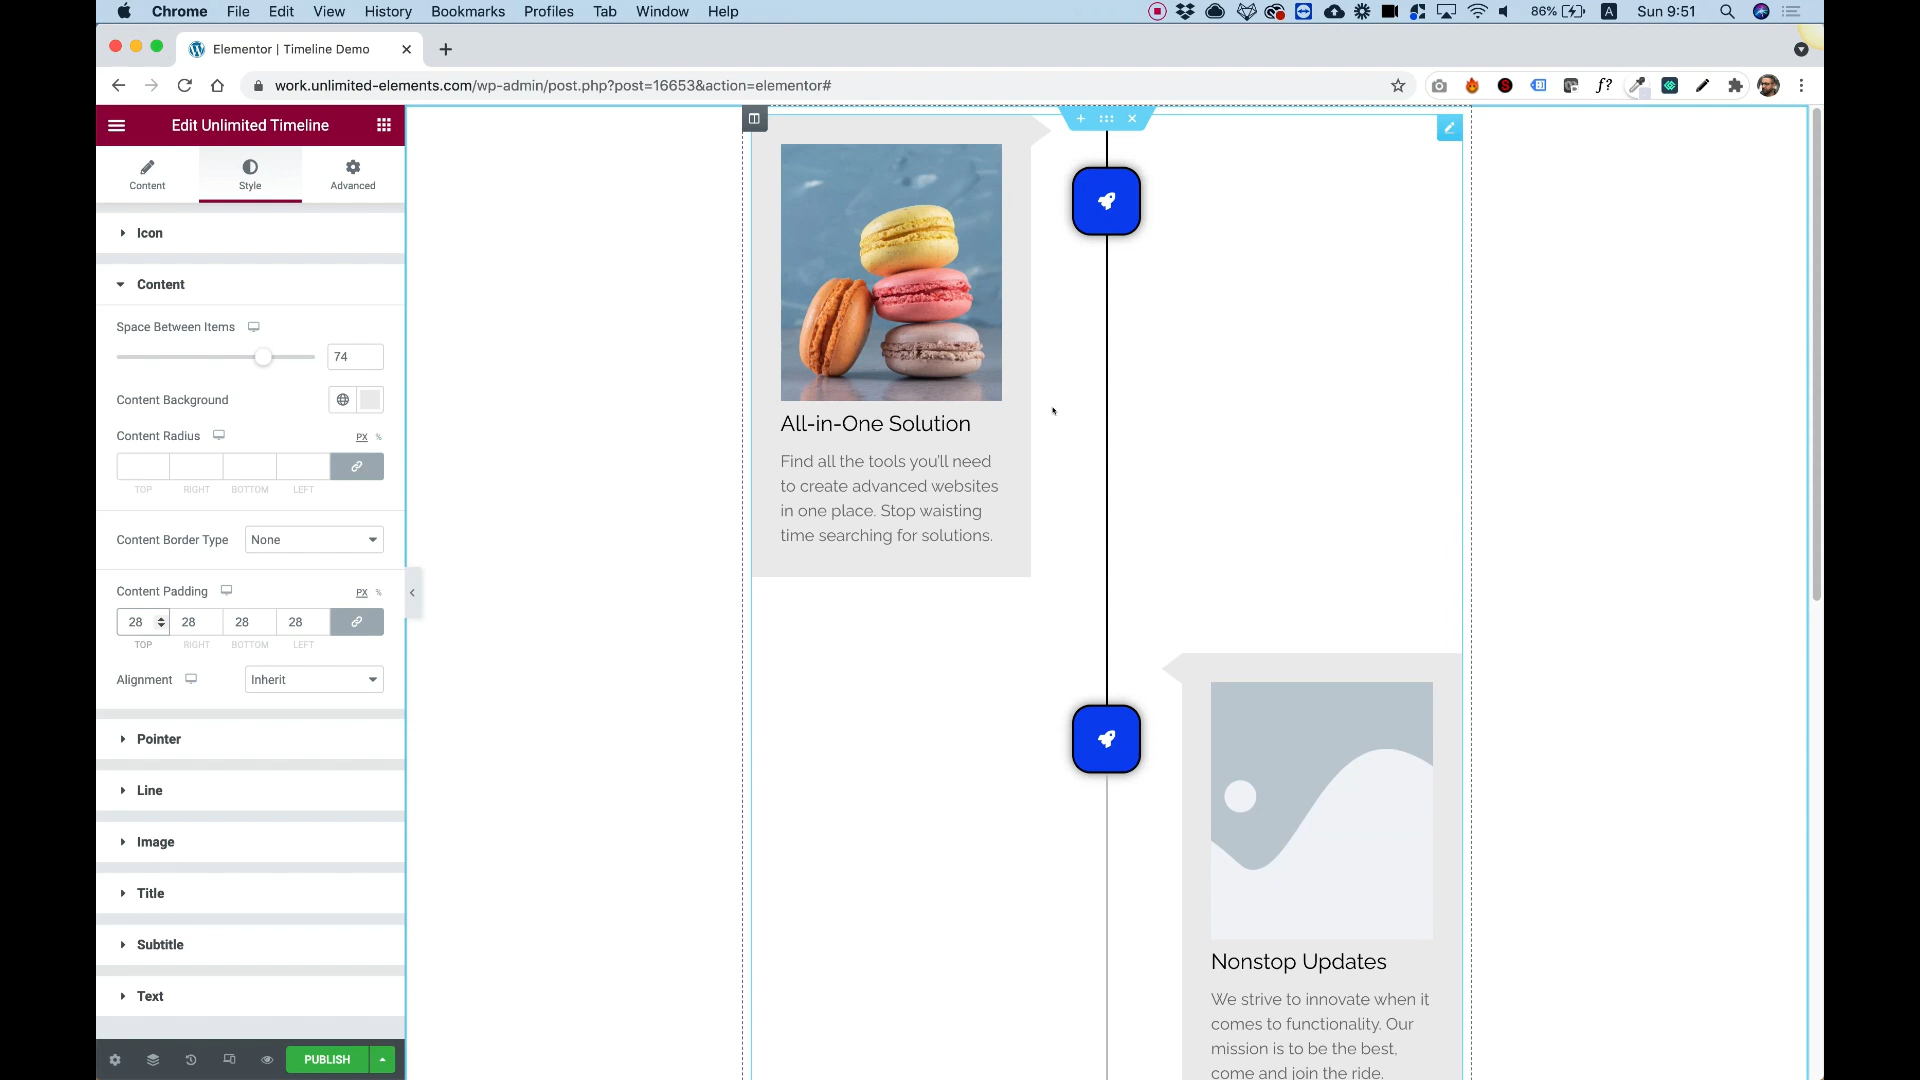 Chrome File Edit View History Bookmarks Profiles Tab Window Help
86% A Sun 9:51
Elementor | Timeline Demo
work.unlimited-elements.com/wp-admin/post.php?post=16653&action=elementor#
f?
Edit Unlimited Timeline
Content Style Advanced
Icon
Content
Space Between Items
74
Content Background
Content Radius PX %
TOP RIGHT BOTTOM LEFT
Content Border Type None
Content Padding PX %
28 28 28 28
TOP RIGHT BOTTOM LEFT
Alignment Inherit
Pointer
Line
Image
Title
Subtitle
Text
PUBLISH
All-in-One Solution
Find all the tools you'll need
to create advanced websites
in one place. Stop waisting
time searching for solutions.
Nonstop Updates
We strive to innovate when it
comes to functionality. Our
mission is to be the best,
come and join the ride.